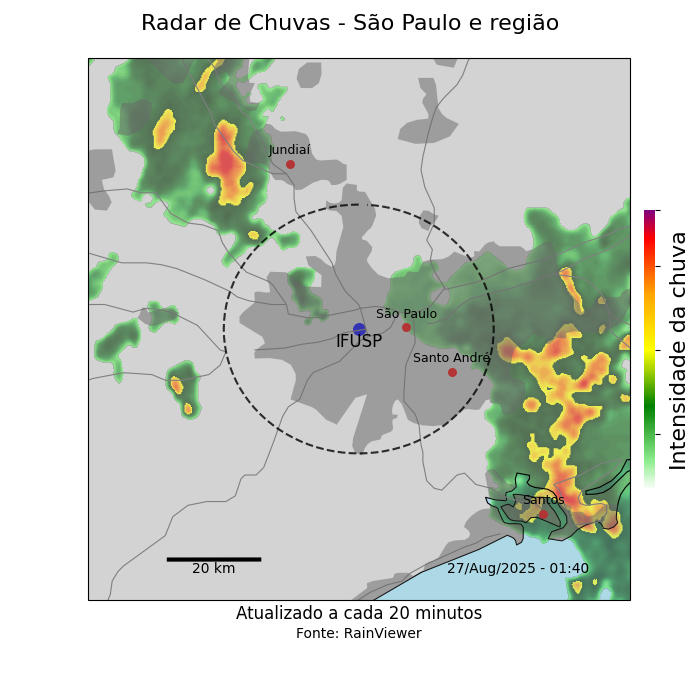 Radar de Chuvas - São Paulo e região
Jundiaí
São Paulo
IFUSP
Santo André
Santos
20 km
27/Aug/2025 - 01:40
Intensidade da chuva
Atualizado a cada 20 minutos
Fonte: RainViewer